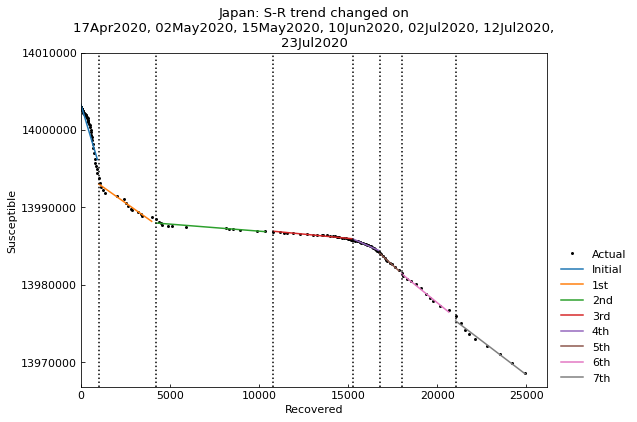 Japan: S-R trend changed on
17Apr2020, 02May2020, 15May2020, 10Jun2020, 02Jul2020, 12Jul2020,
23Jul2020
14010000
14000000
13990000
13980000
13970000
Susceptible
0
5000
10000
15000
20000
25000
Recovered
Actual
Initial
1st
2nd
3rd
4th
5th
6th
7th